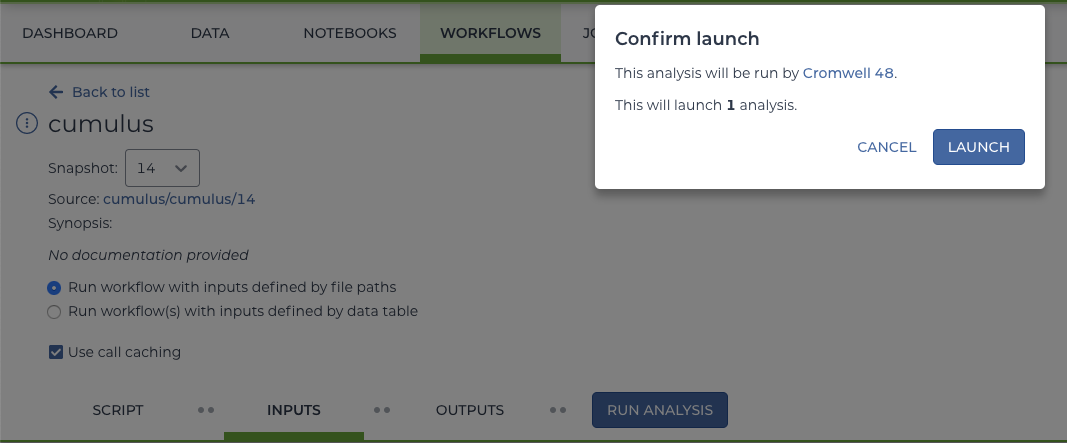 DASHBOARD DATA NOTEBOOKS WORKFLOWS
Confirm launch
This analysis will be run by Cromwell 48.
This will launch 1 analysis.
CANCEL LAUNCH
Back to list
cumulus
Snapshot: 14
Source: cumulus/cumulus/14
Synopsis:
No documentation provided
Run workflow with inputs defined by file paths
Run workflow(s) with inputs defined by data table
Use call caching
SCRIPT INPUTS OUTPUTS RUN ANALYSIS